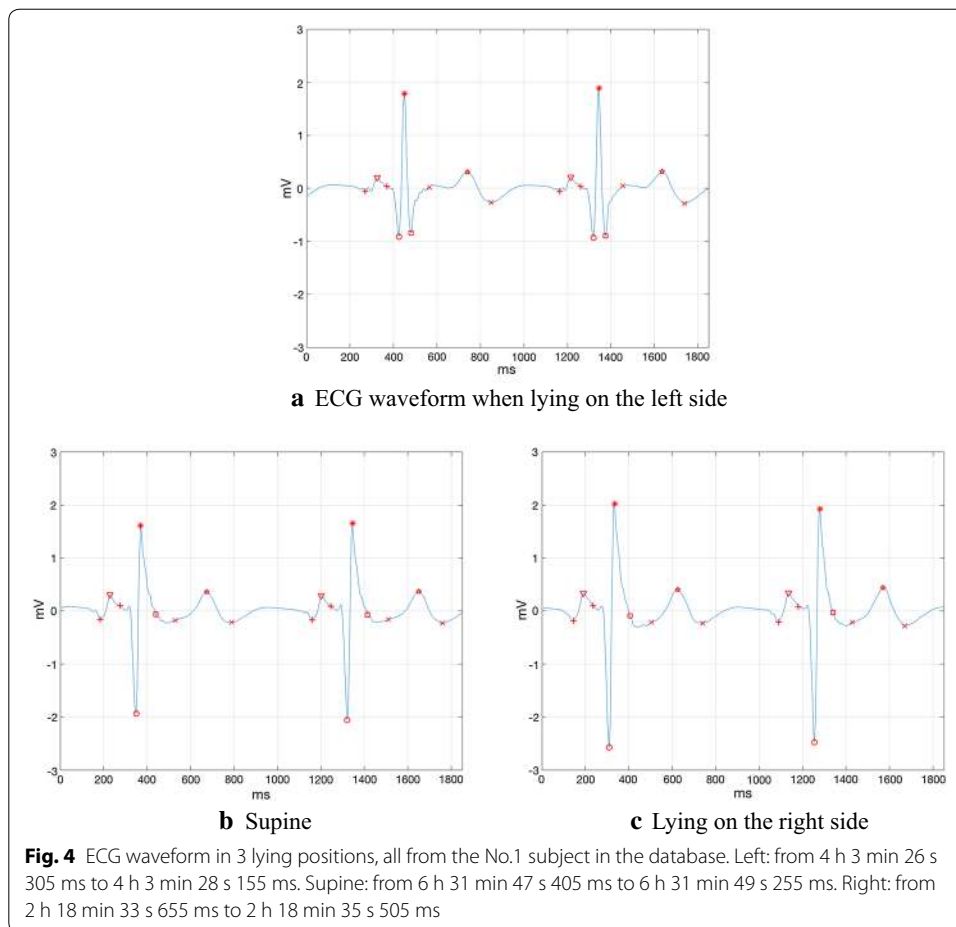 3
2
1
0
-1
-2
-3
mV
0 200 400 600 800 1000 1200 1400 1600 1800
ms
a ECG waveform when lying on the left side
3
2
1
0
-1
-2
-3
mV
0 200 400 600 800 1000 1200 1400 1600 1800
ms
b Supine
3
2
1
0
-1
-2
-3
mV
0 200 400 600 800 1000 1200 1400 1600 1800
ms
c Lying on the right side
Fig. 4 ECG waveform in 3 lying positions, all from the No.1 subject in the database. Left: from 4 h 3 min 26 s
305 ms to 4 h 3 min 28 s 155 ms. Supine: from 6 h 31 min 47 s 405 ms to 6 h 31 min 49 s 255 ms. Right: from
2 h 18 min 33 s 655 ms to 2 h 18 min 35 s 505 ms